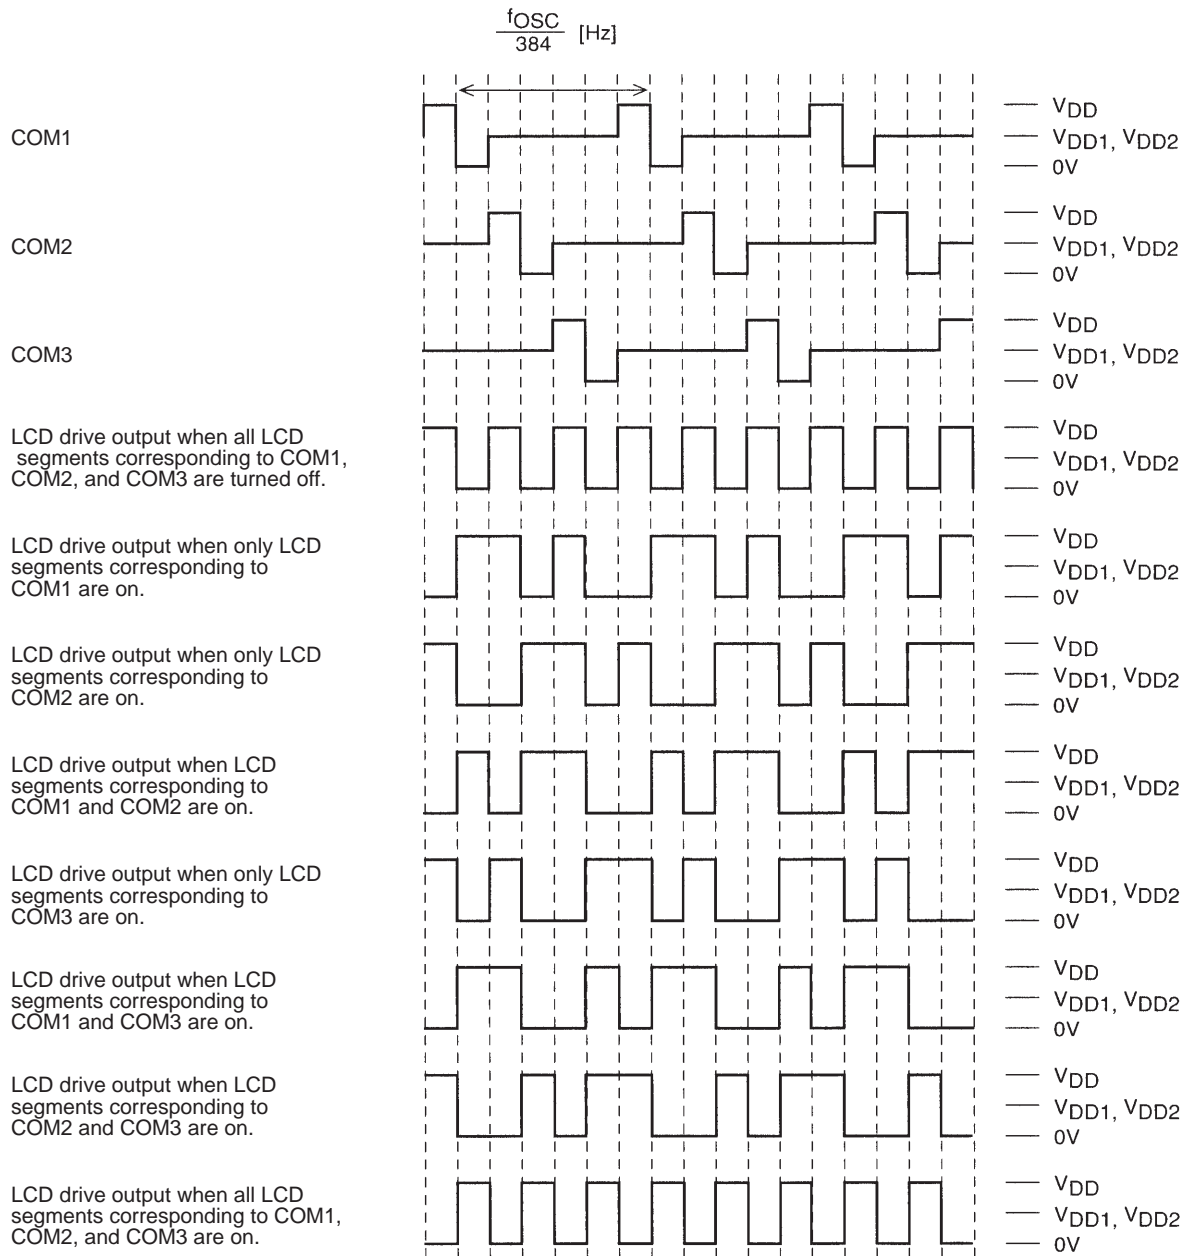 fOSC
384 [Hz]
COM1
VDD
VDD1, VDD2
0V
COM2
VDD
VDD1, VDD2
0V
COM3
VDD
VDD1, VDD2
0V
LCD drive output when all LCD
segments corresponding to COM1,
COM2, and COM3 are turned off.
VDD
VDD1, VDD2
0V
LCD drive output when only LCD
segments corresponding to
COM1 are on.
VDD
VDD1, VDD2
0V
LCD drive output when only LCD
segments corresponding to
COM2 are on.
VDD
VDD1, VDD2
0V
LCD drive output when LCD
segments corresponding to
COM1 and COM2 are on.
VDD
VDD1, VDD2
0V
LCD drive output when only LCD
segments corresponding to
COM3 are on.
VDD
VDD1, VDD2
0V
LCD drive output when LCD
segments corresponding to
COM1 and COM3 are on.
VDD
VDD1, VDD2
0V
LCD drive output when LCD
segments corresponding to
COM2 and COM3 are on.
VDD
VDD1, VDD2
0V
LCD drive output when all LCD
segments corresponding to COM1,
COM2, and COM3 are on.
VDD
VDD1, VDD2
0V